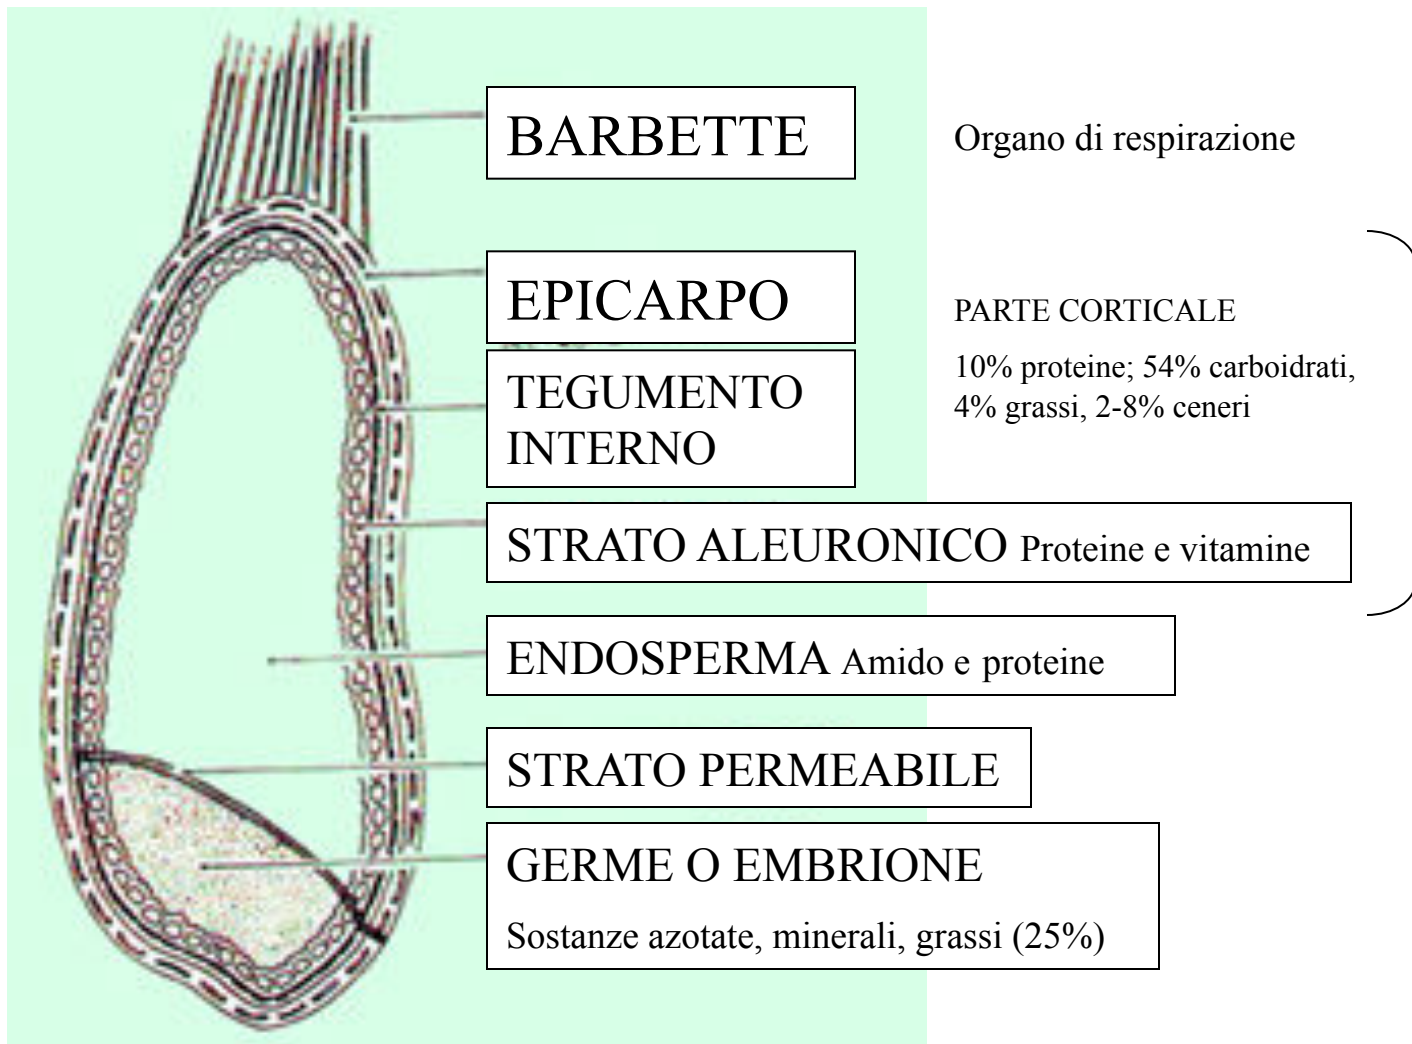 BARBETTE
Organo di respirazione
EPICARPO
PARTE CORTICALE
10% proteine; 54% carboidrati,
4% grassi, 2-8% ceneri
TEGUMENTO
INTERNO
STRATO ALEURONICO Proteine e vitamine
ENDOSPERMA Amido e proteine
STRATO PERMEABILE
GERME O EMBRIONE
Sostanze azotate, minerali, grassi (25%)